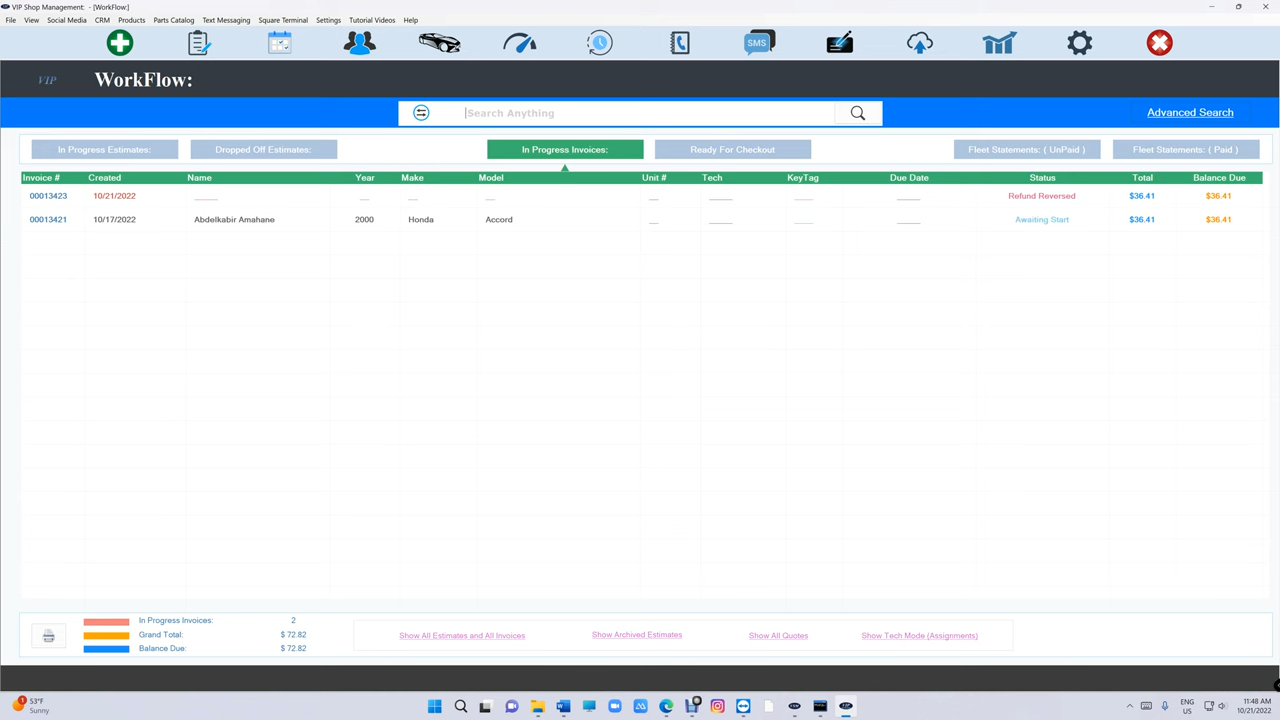 VIP Shop Management: - [WorkFlow:]
File View Social Media CRM Products Parts Catalog Text Messaging Square Terminal Settings Tutorial Videos Help
SMS
VIP WorkFlow:
Search Anything Advanced Search
In Progress Estimates: Dropped Off Estimates: In Progress Invoices: Ready For Checkout Fleet Statements: ( UnPaid ) Fleet Statements: ( Paid )
Invoice # Created Name Year Make Model Unit # Tech KeyTag Due Date Status Total Balance Due
00013423 10/21/2022 Refund Reversed $36.41 $36.41
00013421 10/17/2022 Abdelkabir Amahane 2000 Honda Accord Awaiting Start $36.41 $36.41
In Progress Invoices: 2
Grand Total: $ 72.82
Balance Due: $ 72.82
Show All Estimates and All Invoices Show Archived Estimates Show All Quotes Show Tech Mode (Assignments)
1 53°F
Sunny
ENG
US
11:48 AM
10/21/2022